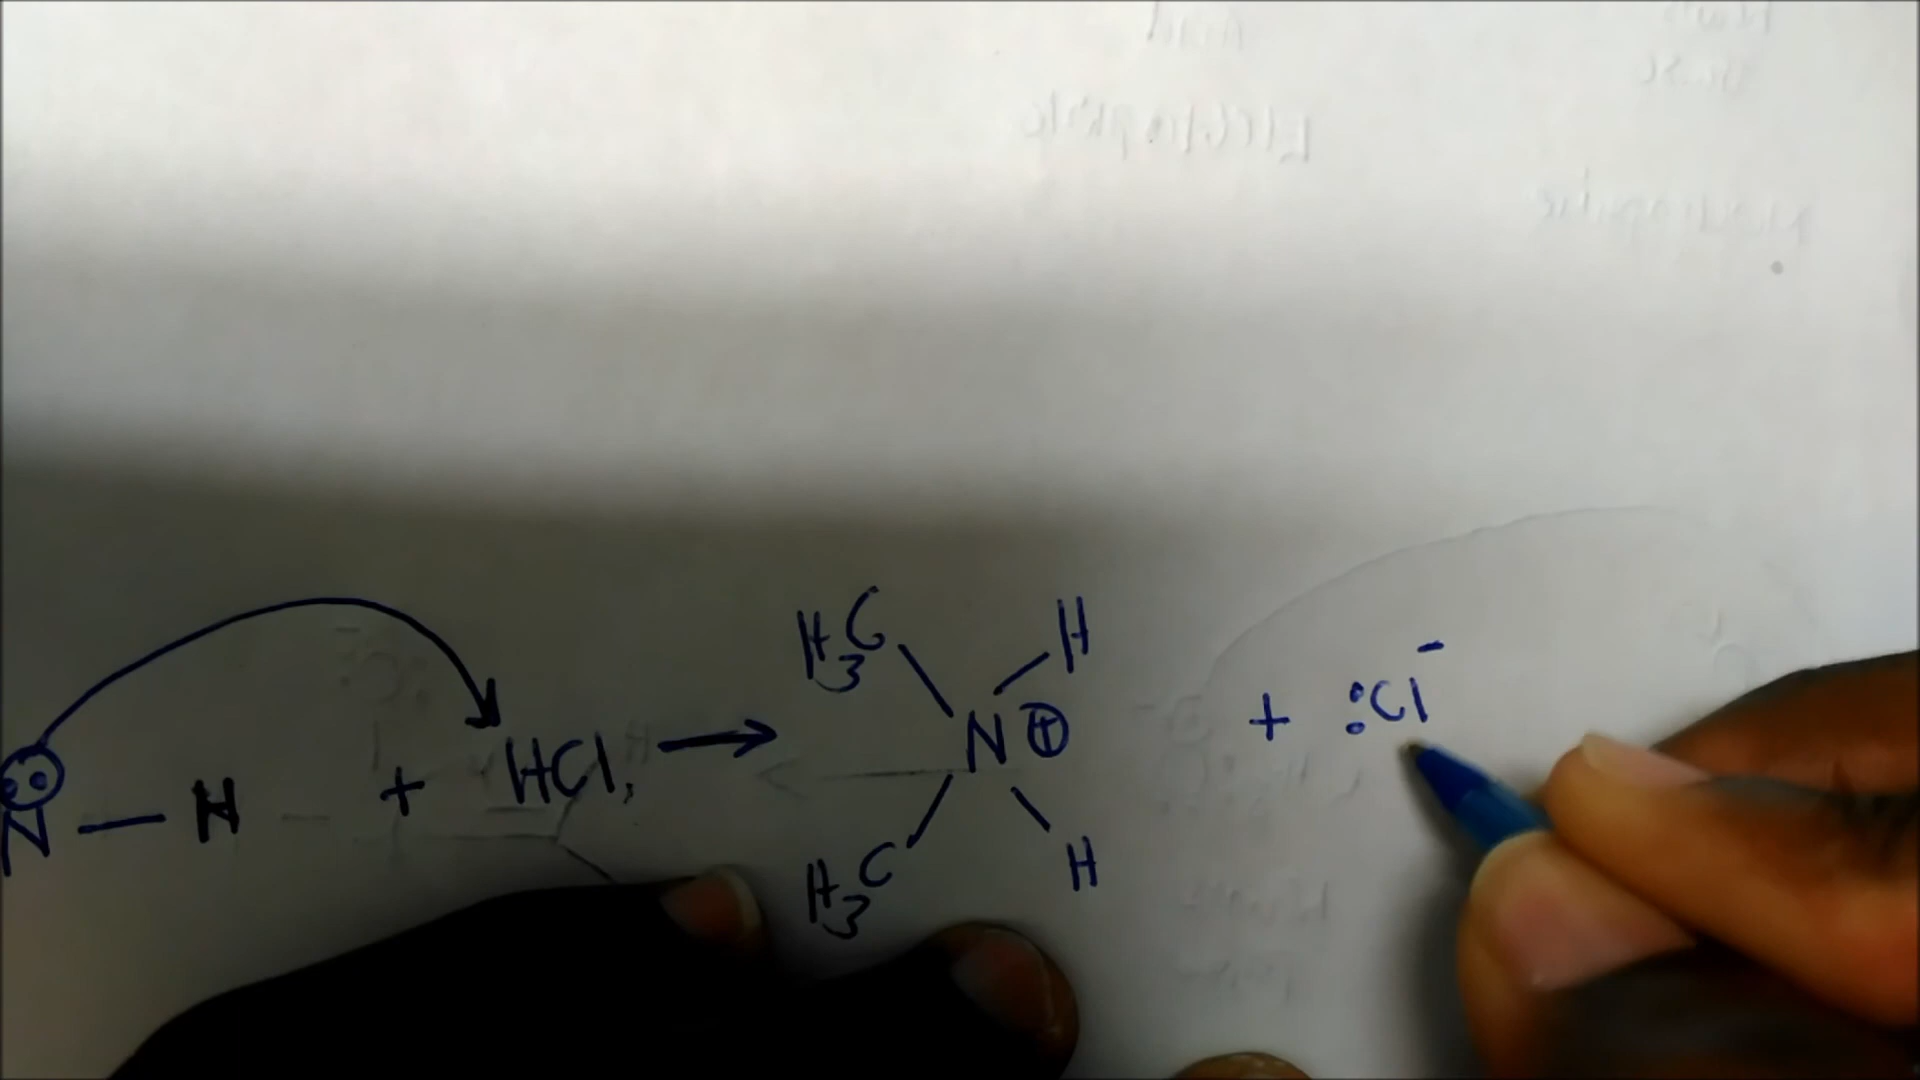 H3C H
N — H + HCl, → N ⊕ + :Cl⁻
H3C H